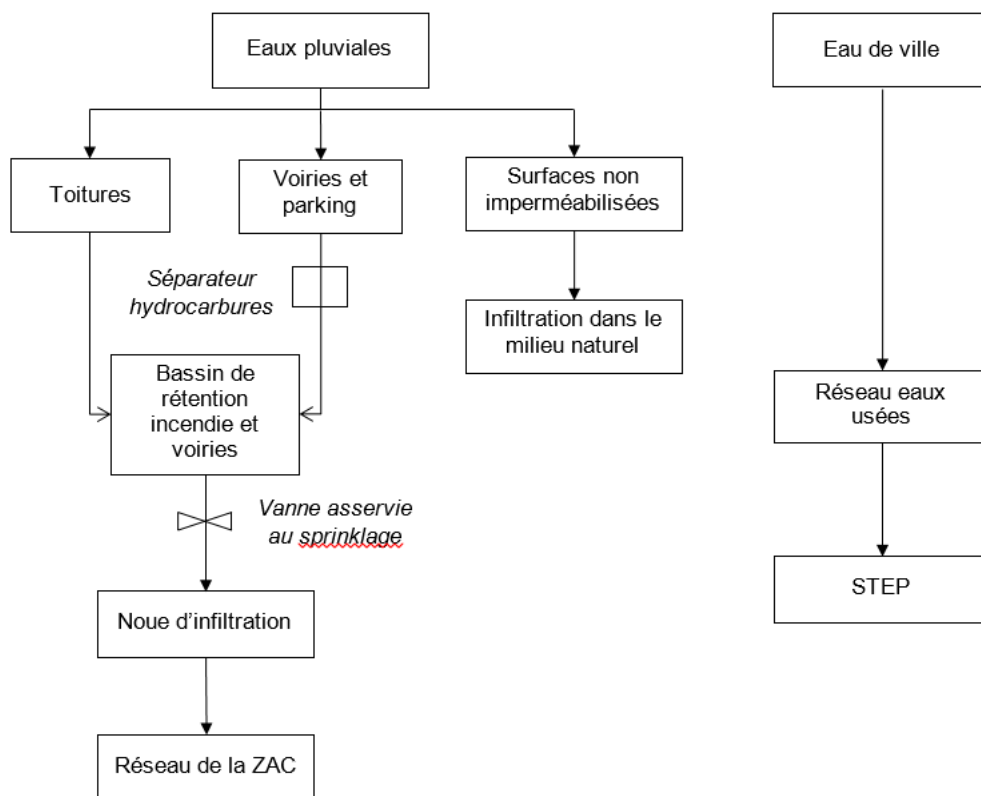 Eaux pluviales
Eau de ville
Toitures
Voiries et
parking
Surfaces non
imperméabilisées
Séparateur
hydrocarbures
Infiltration dans le
milieu naturel
Bassin de
rétention
incendie et
voiries
Réseau eaux
usées
Vanne asservie
au sprinklage
STEP
Noue d'infiltration
Réseau de la ZAC